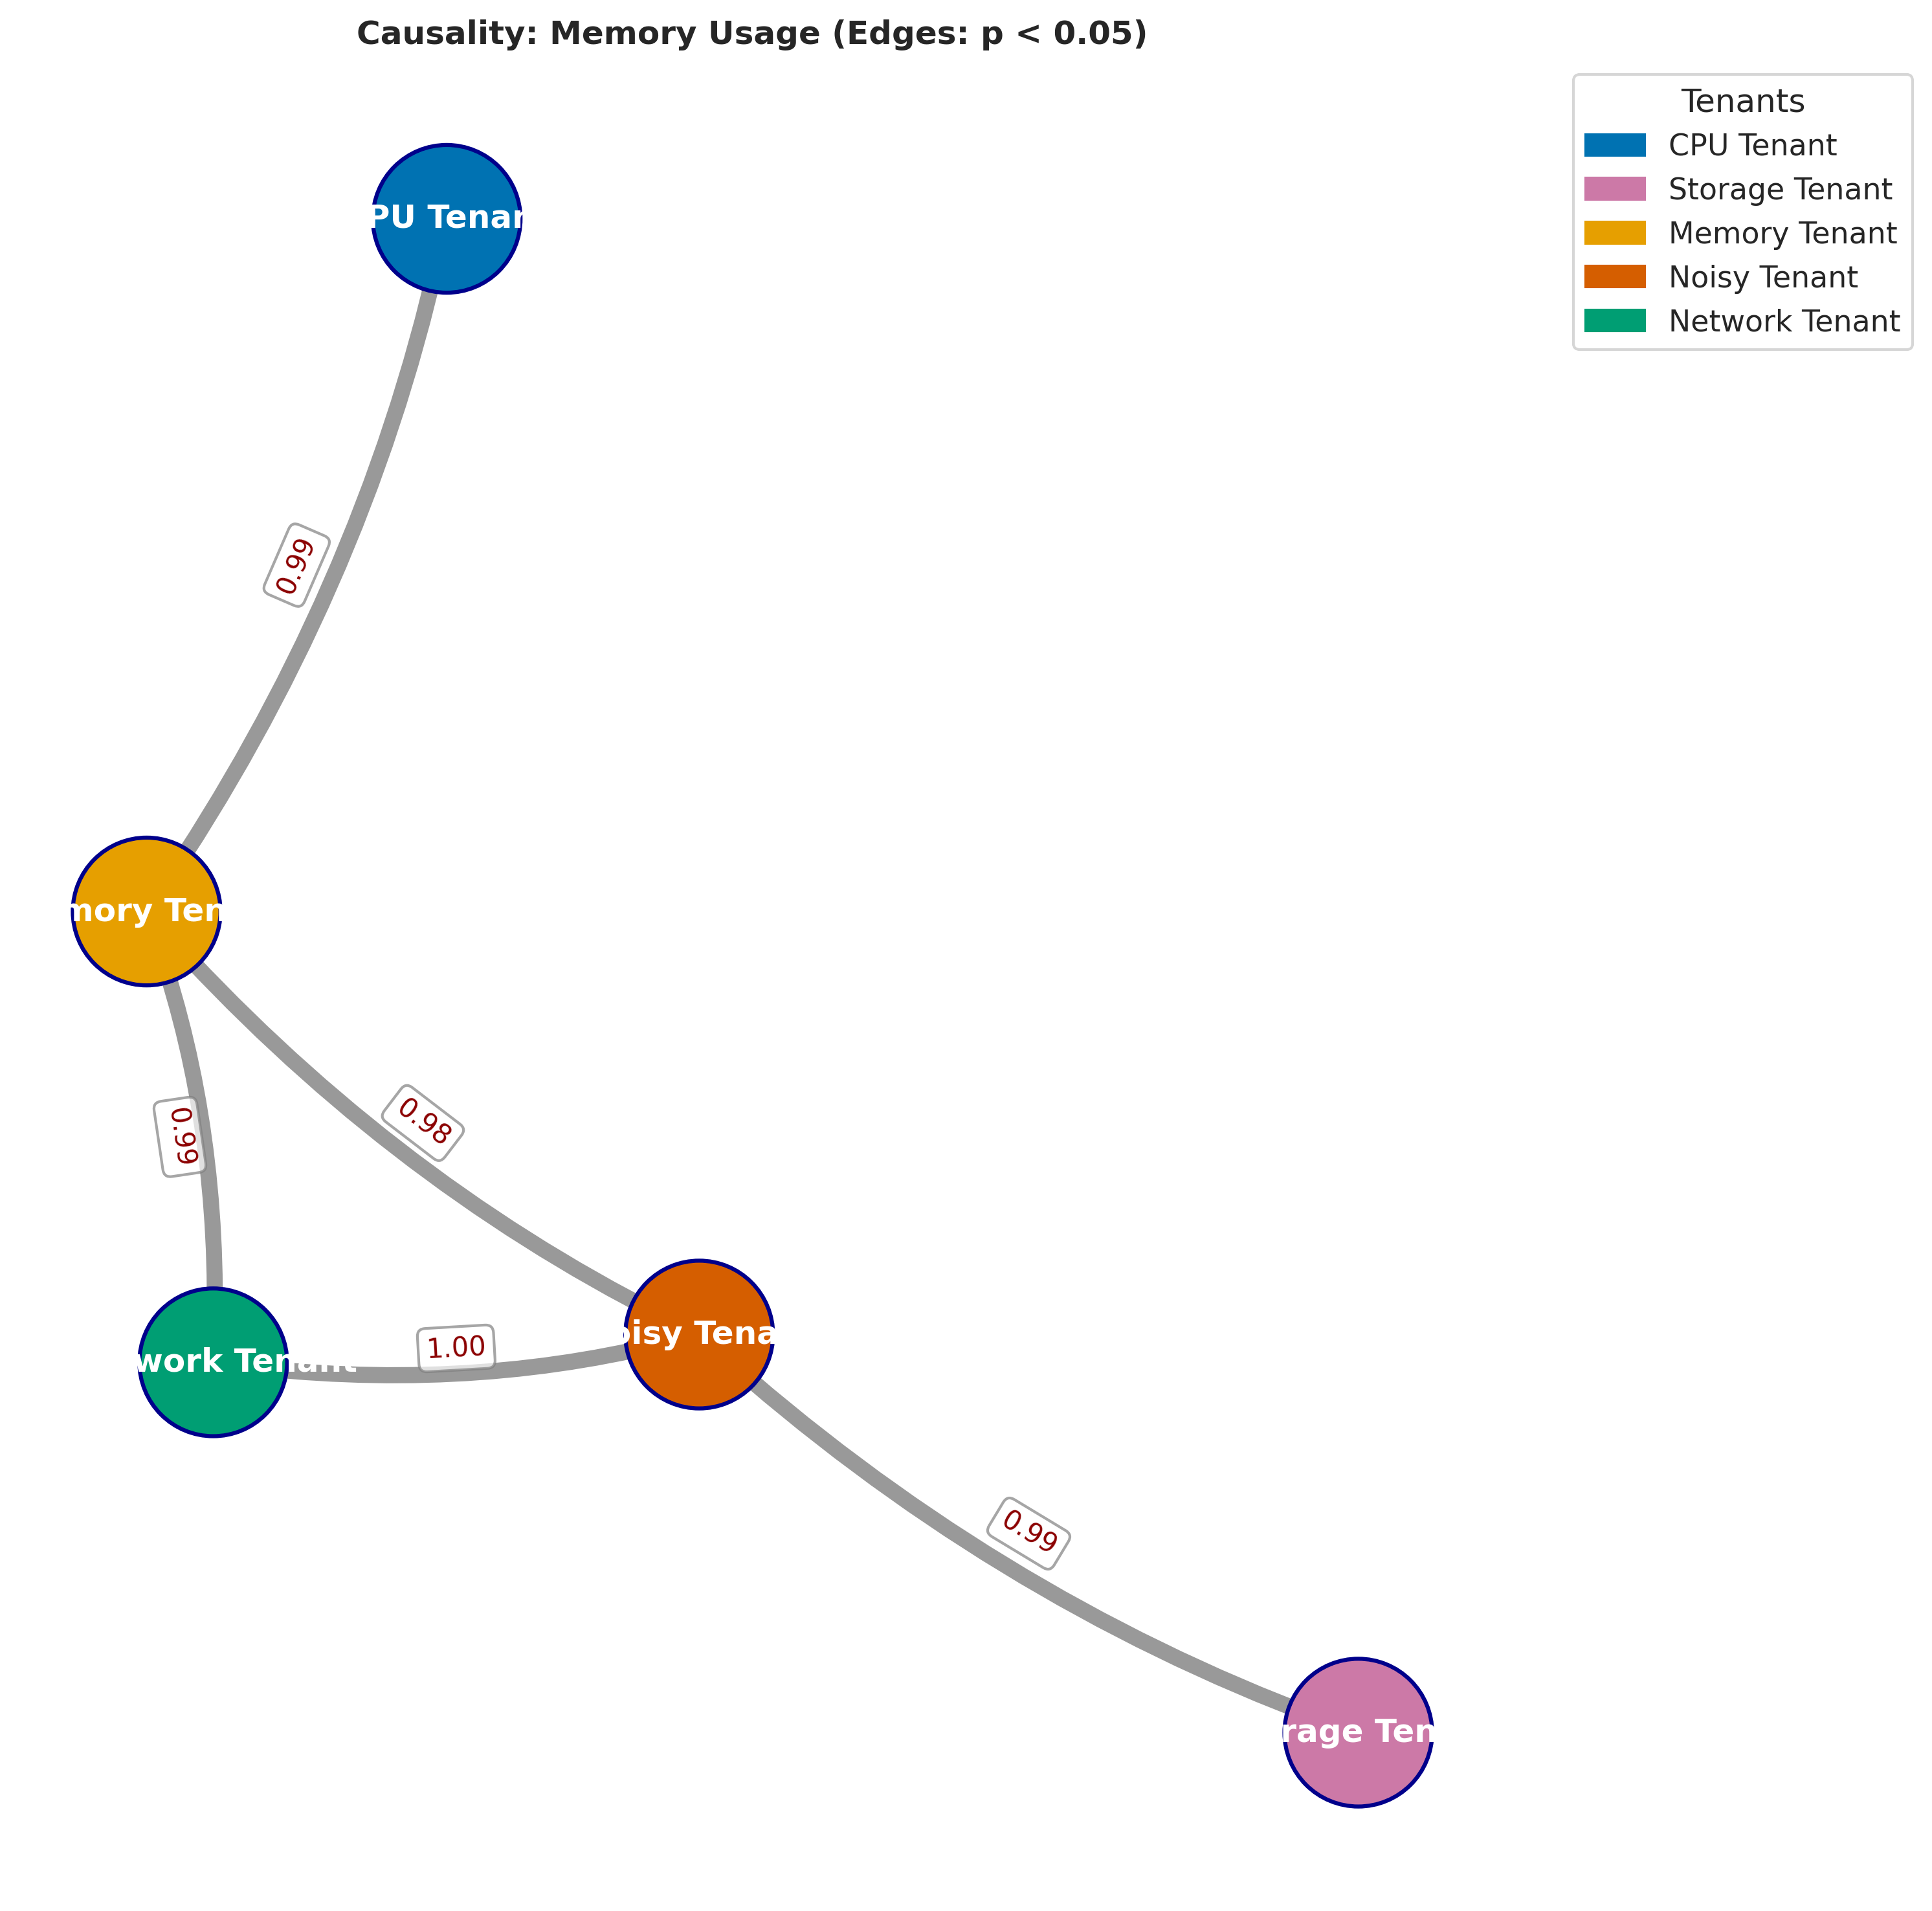 Causality: Memory Usage (Edges: p < 0.05)
Tenants
CPU Tenant
Storage Tenant
Memory Tenant
Noisy Tenant
Network Tenant
PU Tenan
0.99
mory Ten
0.98
0.99
oisy Tena
1.00
work Tenant
0.99
rage Ten